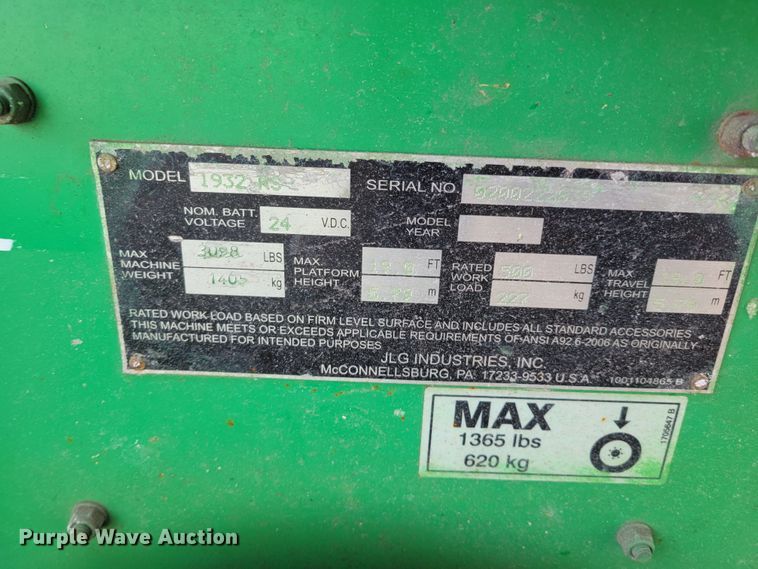 MODEL 1932 RS SERIAL NO.
NOM. BATT. VOLTAGE 24 V.D.C. MODEL YEAR
MAX MACHINE WEIGHT 3098 LBS 1405 kg MAX. PLATFORM HEIGHT FT m RATED WORK LOAD 500 LBS 227 kg MAX TRAVEL HEIGHT FT m
RATED WORK LOAD BASED ON FIRM LEVEL SURFACE AND INCLUDES ALL STANDARD ACCESSORIES
THIS MACHINE MEETS OR EXCEEDS APPLICABLE REQUIREMENTS OF ANSI A92.6-2006 AS ORIGINALLY
MANUFACTURED FOR INTENDED PURPOSES
JLG INDUSTRIES, INC.
McCONNELLSBURG, PA. 17233-9533 U.S.A. 1001104865 B
MAX
1365 lbs
620 kg
1705647 B
Purple Wave Auction